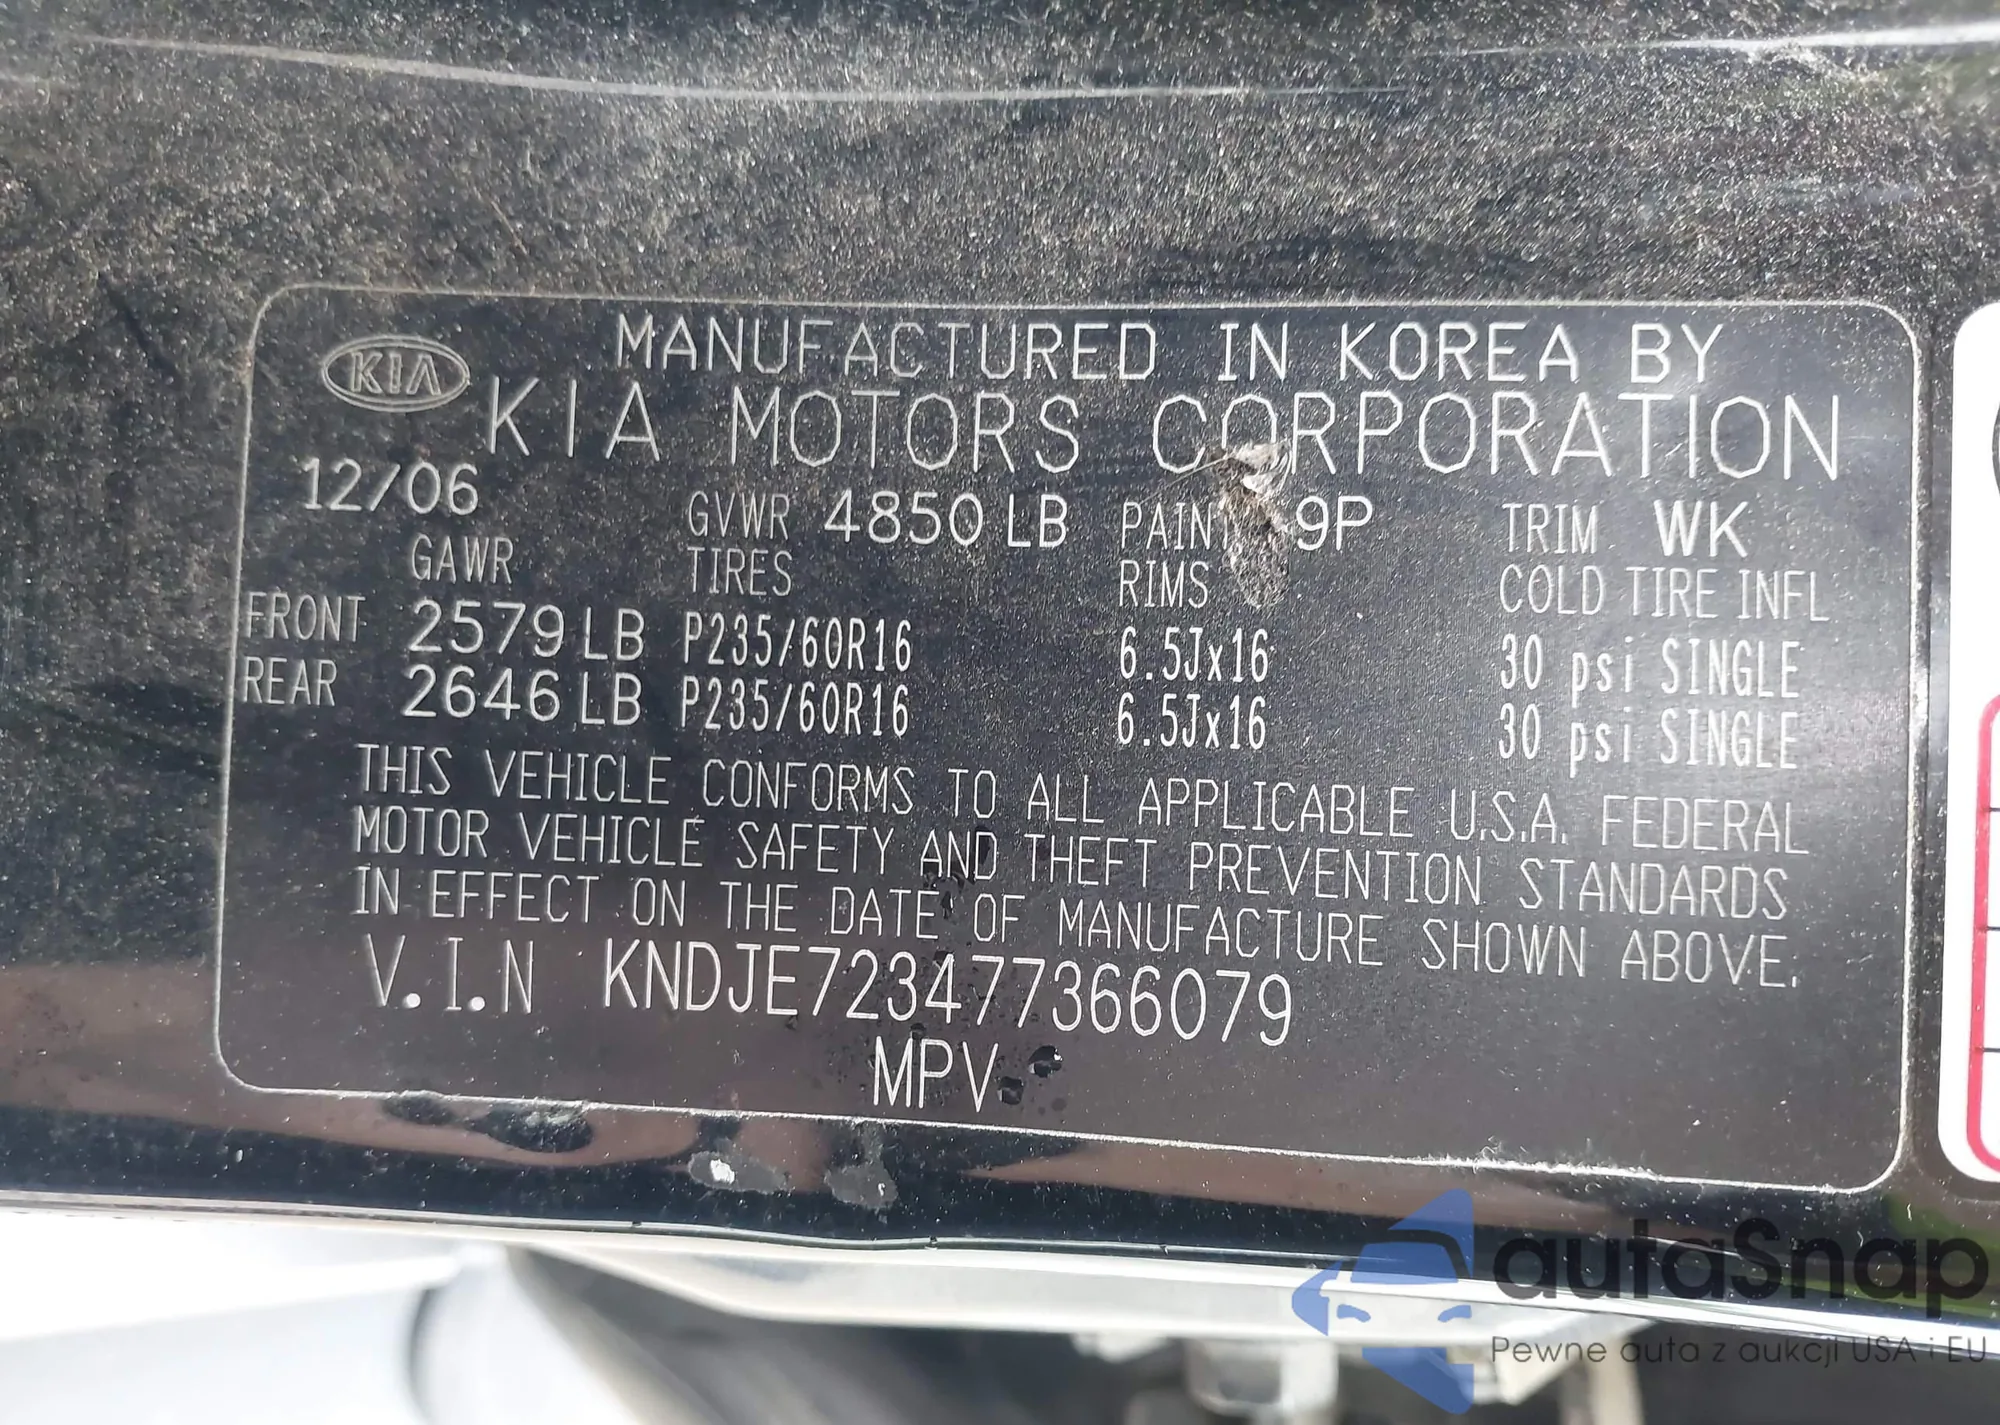 KIA
MANUFACTURED IN KOREA BY
KIA MOTORS CORPORATION
12/06 GVWR 4850 LB PAINT 9P TRIM WK
GAWR TIRES RIMS COLD TIRE INFL
FRONT 2579 LB P235/60R16 6.5Jx16 30 psi SINGLE
REAR 2646 LB P235/60R16 6.5Jx16 30 psi SINGLE
THIS VEHICLE CONFORMS TO ALL APPLICABLE U.S.A. FEDERAL
MOTOR VEHICLE SAFETY AND THEFT PREVENTION STANDARDS
IN EFFECT ON THE DATE OF MANUFACTURE SHOWN ABOVE.
V.I.N KNDJE723477366079
MPV
autaSnap
Pewne auta z aukcji USA i EU